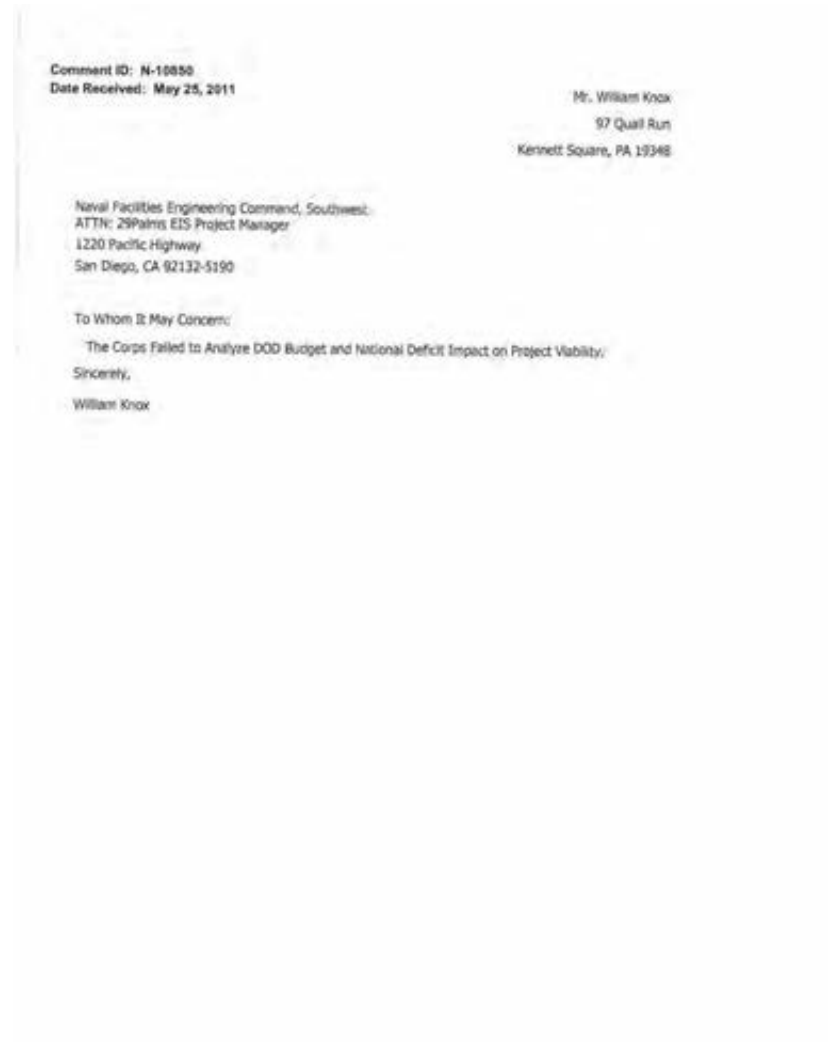 Comment ID: N-10850
Date Received: May 25, 2011
Mr. William Knox
97 Quail Run
Kennett Square, PA 19348
Naval Facilities Engineering Command, Southwest
ATTN: 29Palms EIS Project Manager
1220 Pacific Highway
San Diego, CA 92132-5190
To Whom It May Concern:
The Corps Failed to Analyze DOD Budget and National Deficit Impact on Project Viability.
Sincerely,
William Knox